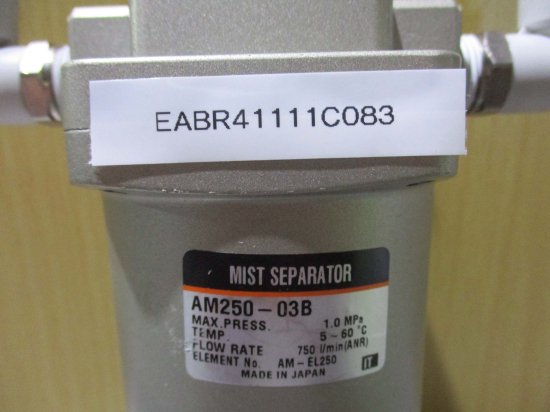 EABR41111C083
MIST SEPARATOR
AM250-03B
MAX.PRESS. 1.0 MPa
TEMP. 5~60 °C
FLOW RATE 750 l/min(ANR)
ELEMENT No. AM-EL250
MADE IN JAPAN IT